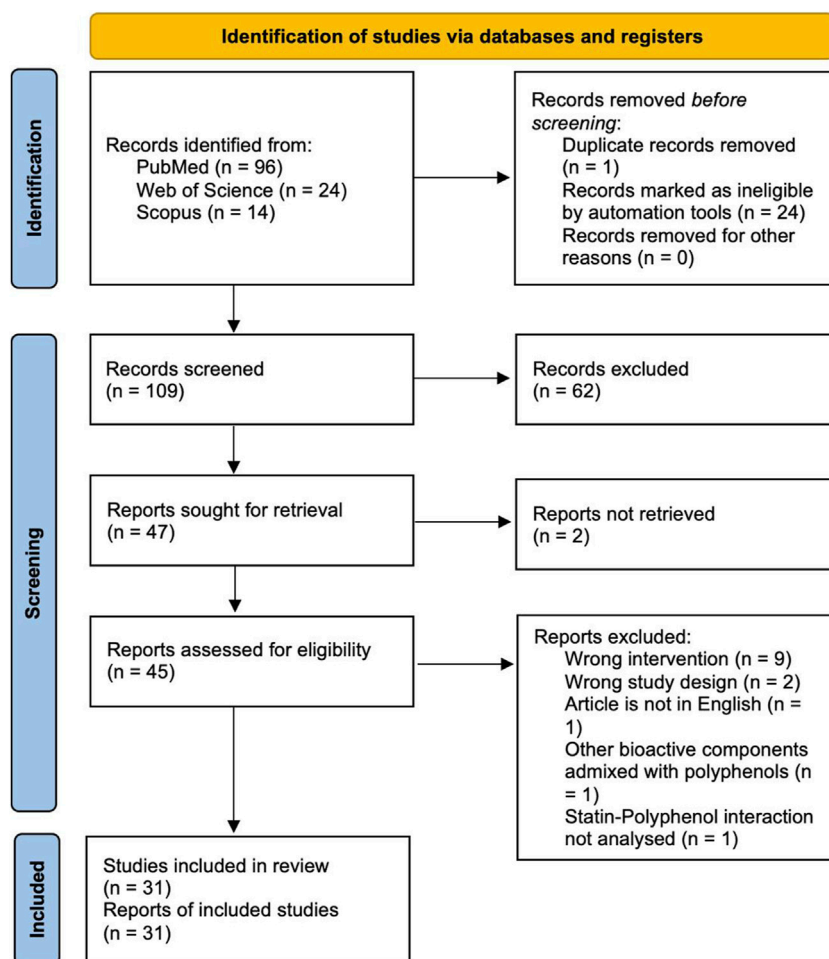 Identification of studies via databases and registers
Identification
Records identified from:
PubMed (n = 96)
Web of Science (n = 24)
Scopus (n = 14)
Records removed before
screening:
Duplicate records removed
(n = 1)
Records marked as ineligible
by automation tools (n = 24)
Records removed for other
reasons (n = 0)
Screening
Records screened
(n = 109)
Records excluded
(n = 62)
Reports sought for retrieval
(n = 47)
Reports not retrieved
(n = 2)
Reports assessed for eligibility
(n = 45)
Reports excluded:
Wrong intervention (n = 9)
Wrong study design (n = 2)
Article is not in English (n =
1)
Other bioactive components
admixed with polyphenols (n
= 1)
Statin-Polyphenol interaction
not analysed (n = 1)
Included
Studies included in review
(n = 31)
Reports of included studies
(n = 31)